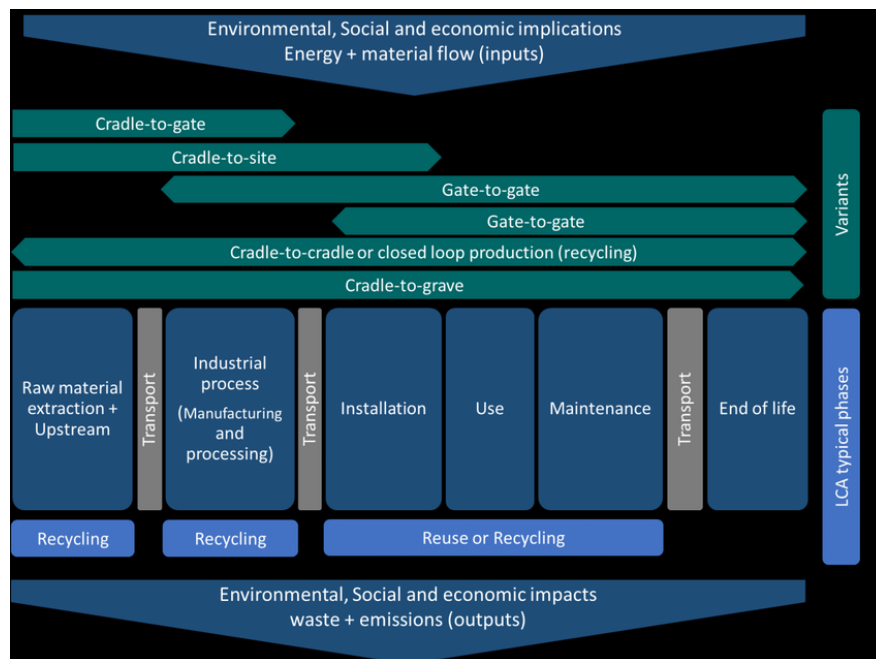 Environmental, Social and economic implications
Energy + material flow (inputs)
Cradle-to-gate
Cradle-to-site
Gate-to-gate
Gate-to-gate
Cradle-to-cradle or closed loop production (recycling)
Cradle-to-grave
Variants
Raw material
extraction +
Upstream
Transport
Industrial
process
(Manufacturing
and
processing)
Transport
Installation
Use
Maintenance
Transport
End of life
LCA typical phases
Recycling
Recycling
Reuse or Recycling
Environmental, Social and economic impacts
waste + emissions (outputs)